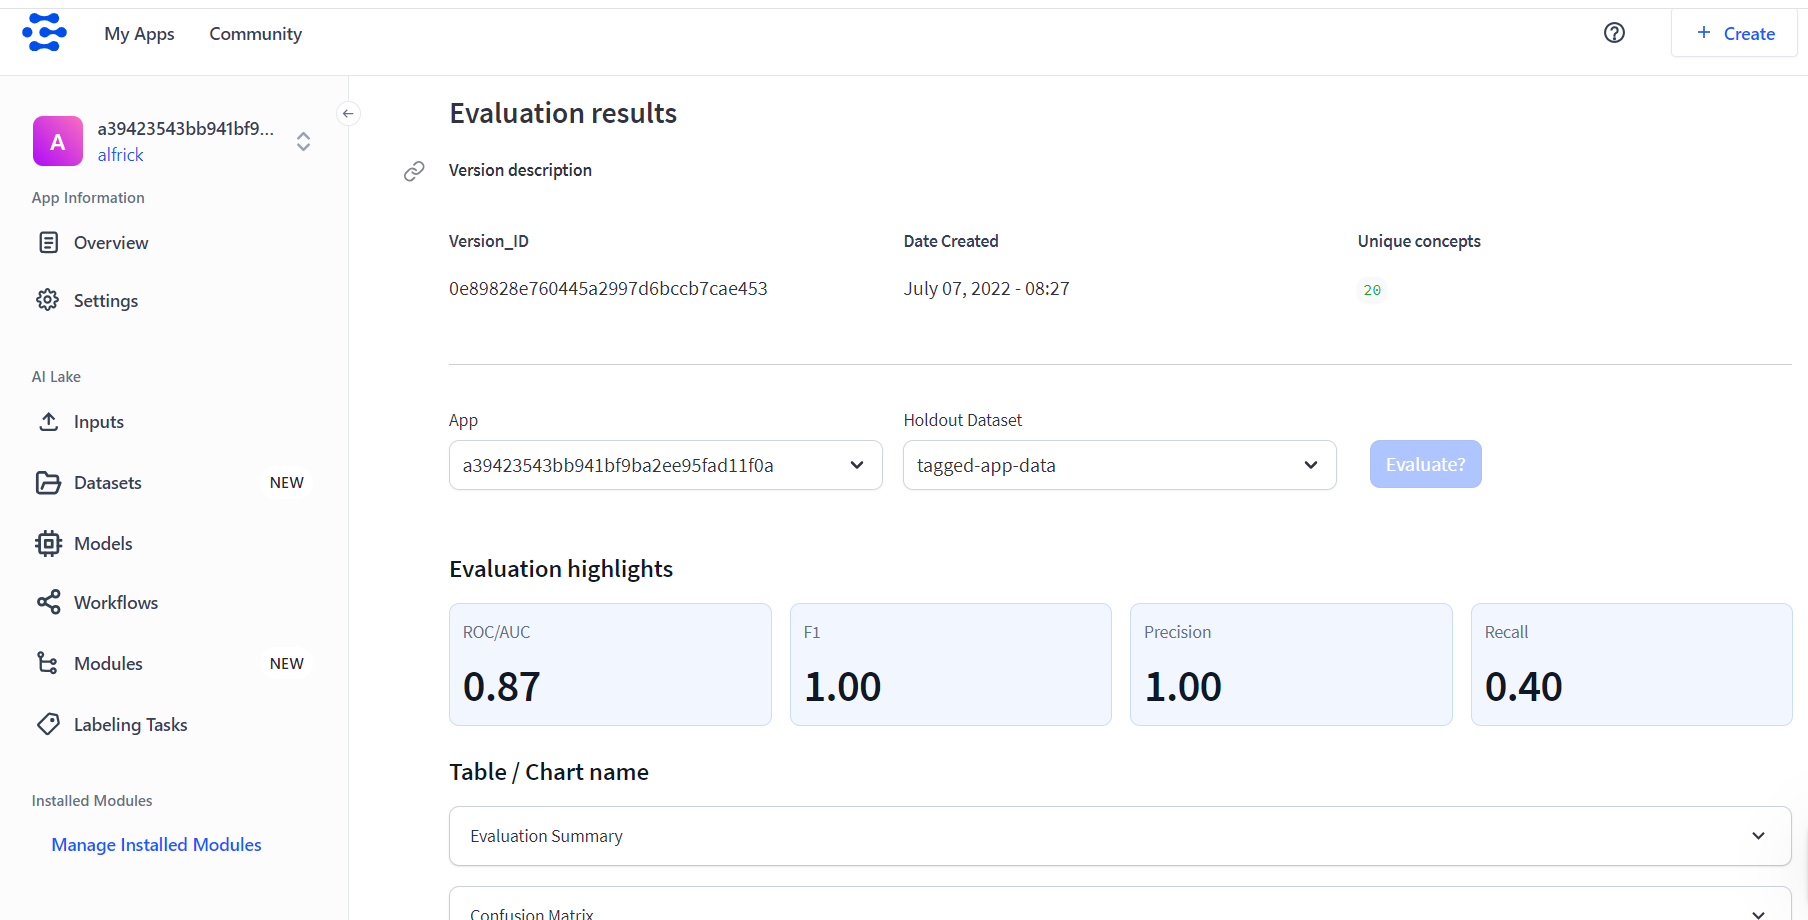 My Apps
Community
+ Create
A
a39423543bb941bf9...
alfrick
App Information
Overview
Settings
AI Lake
Inputs
Datasets
NEW
Models
Workflows
Modules
NEW
Labeling Tasks
Installed Modules
Manage Installed Modules
Evaluation results
Version description
Version_ID
Date Created
Unique concepts
0e89828e760445a2997d6bccb7cae453
July 07, 2022 - 08:27
20
App
Holdout Dataset
a39423543bb941bf9ba2ee95fad11f0a
tagged-app-data
Evaluate?
Evaluation highlights
ROC/AUC
0.87
F1
1.00
Precision
1.00
Recall
0.40
Table / Chart name
Evaluation Summary
Confusion Matrix